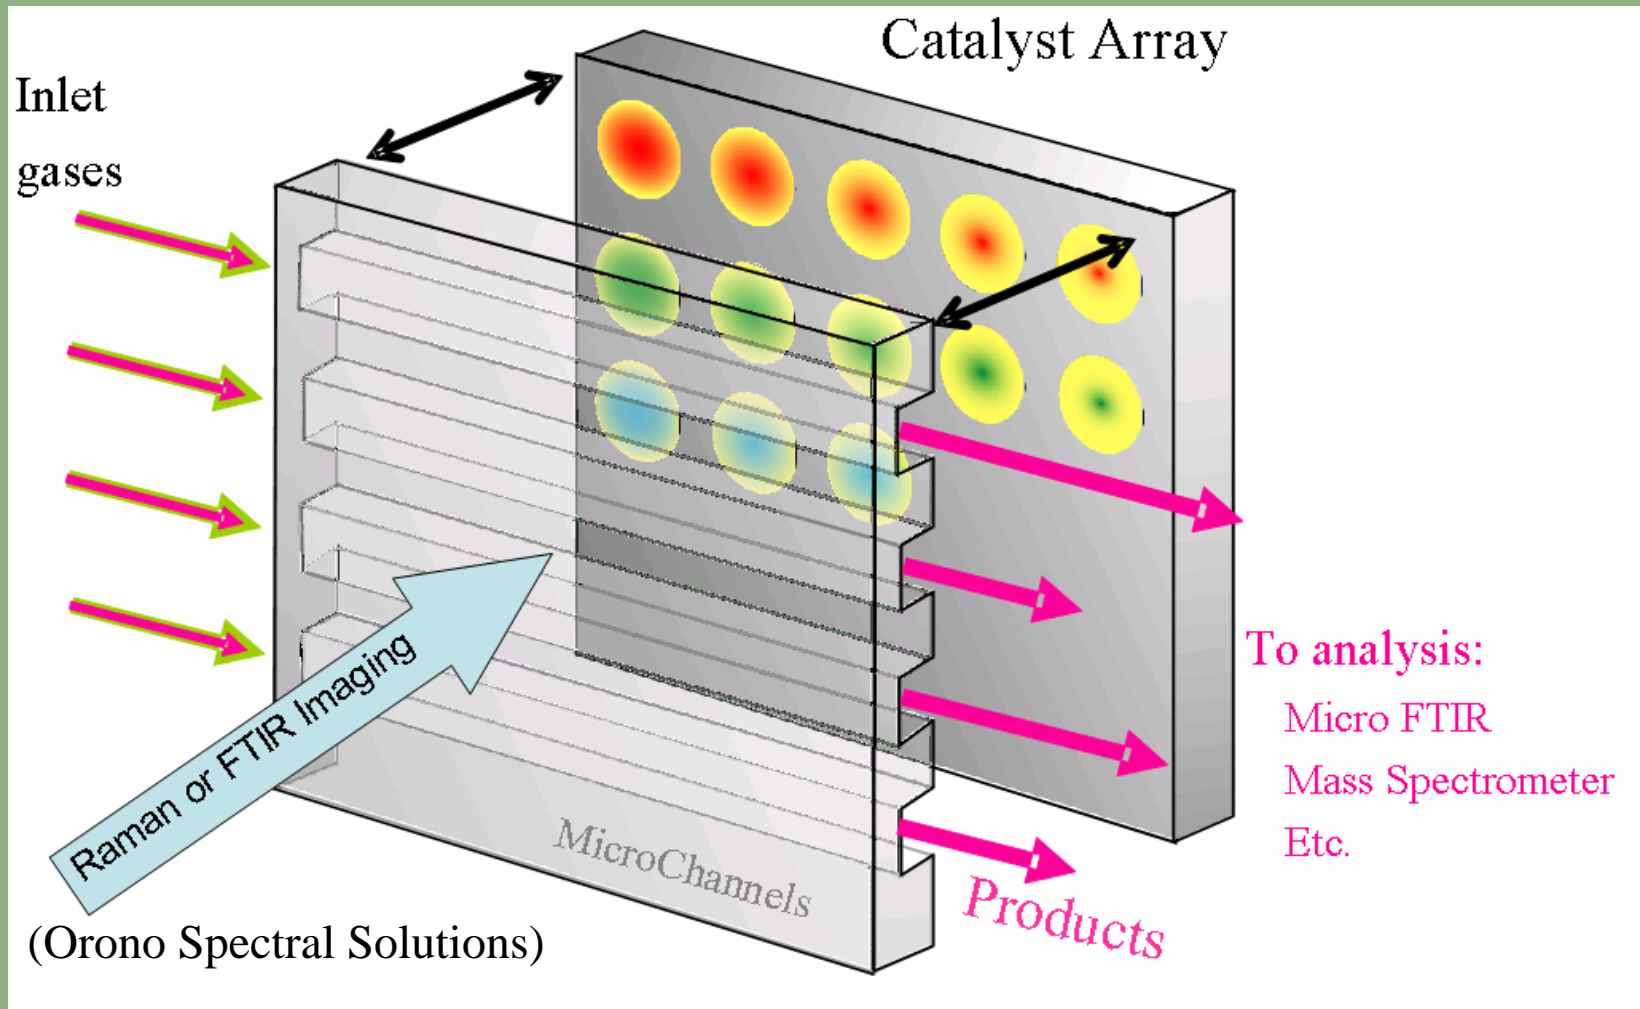 Catalyst Array
Inlet
gases
Raman or FTIR Imaging
MicroChannels
(Orono Spectral Solutions)
Products
To analysis:
Micro FTIR
Mass Spectrometer
Etc.